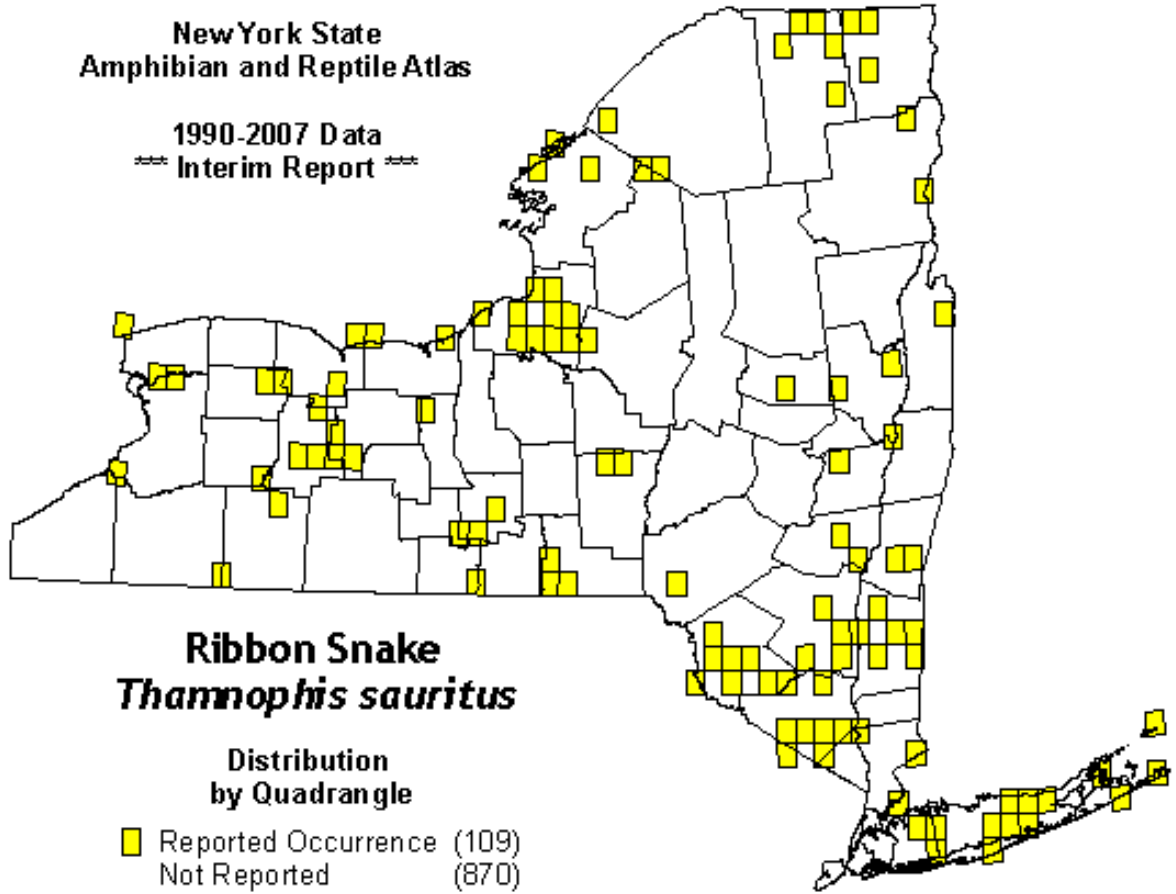 New York State
Amphibian and Reptile Atlas
1990-2007 Data
*** Interim Report ***
Ribbon Snake
Thamnophis sauritus
Distribution
by Quadrangle
Reported Occurrence (109)
Not Reported (870)